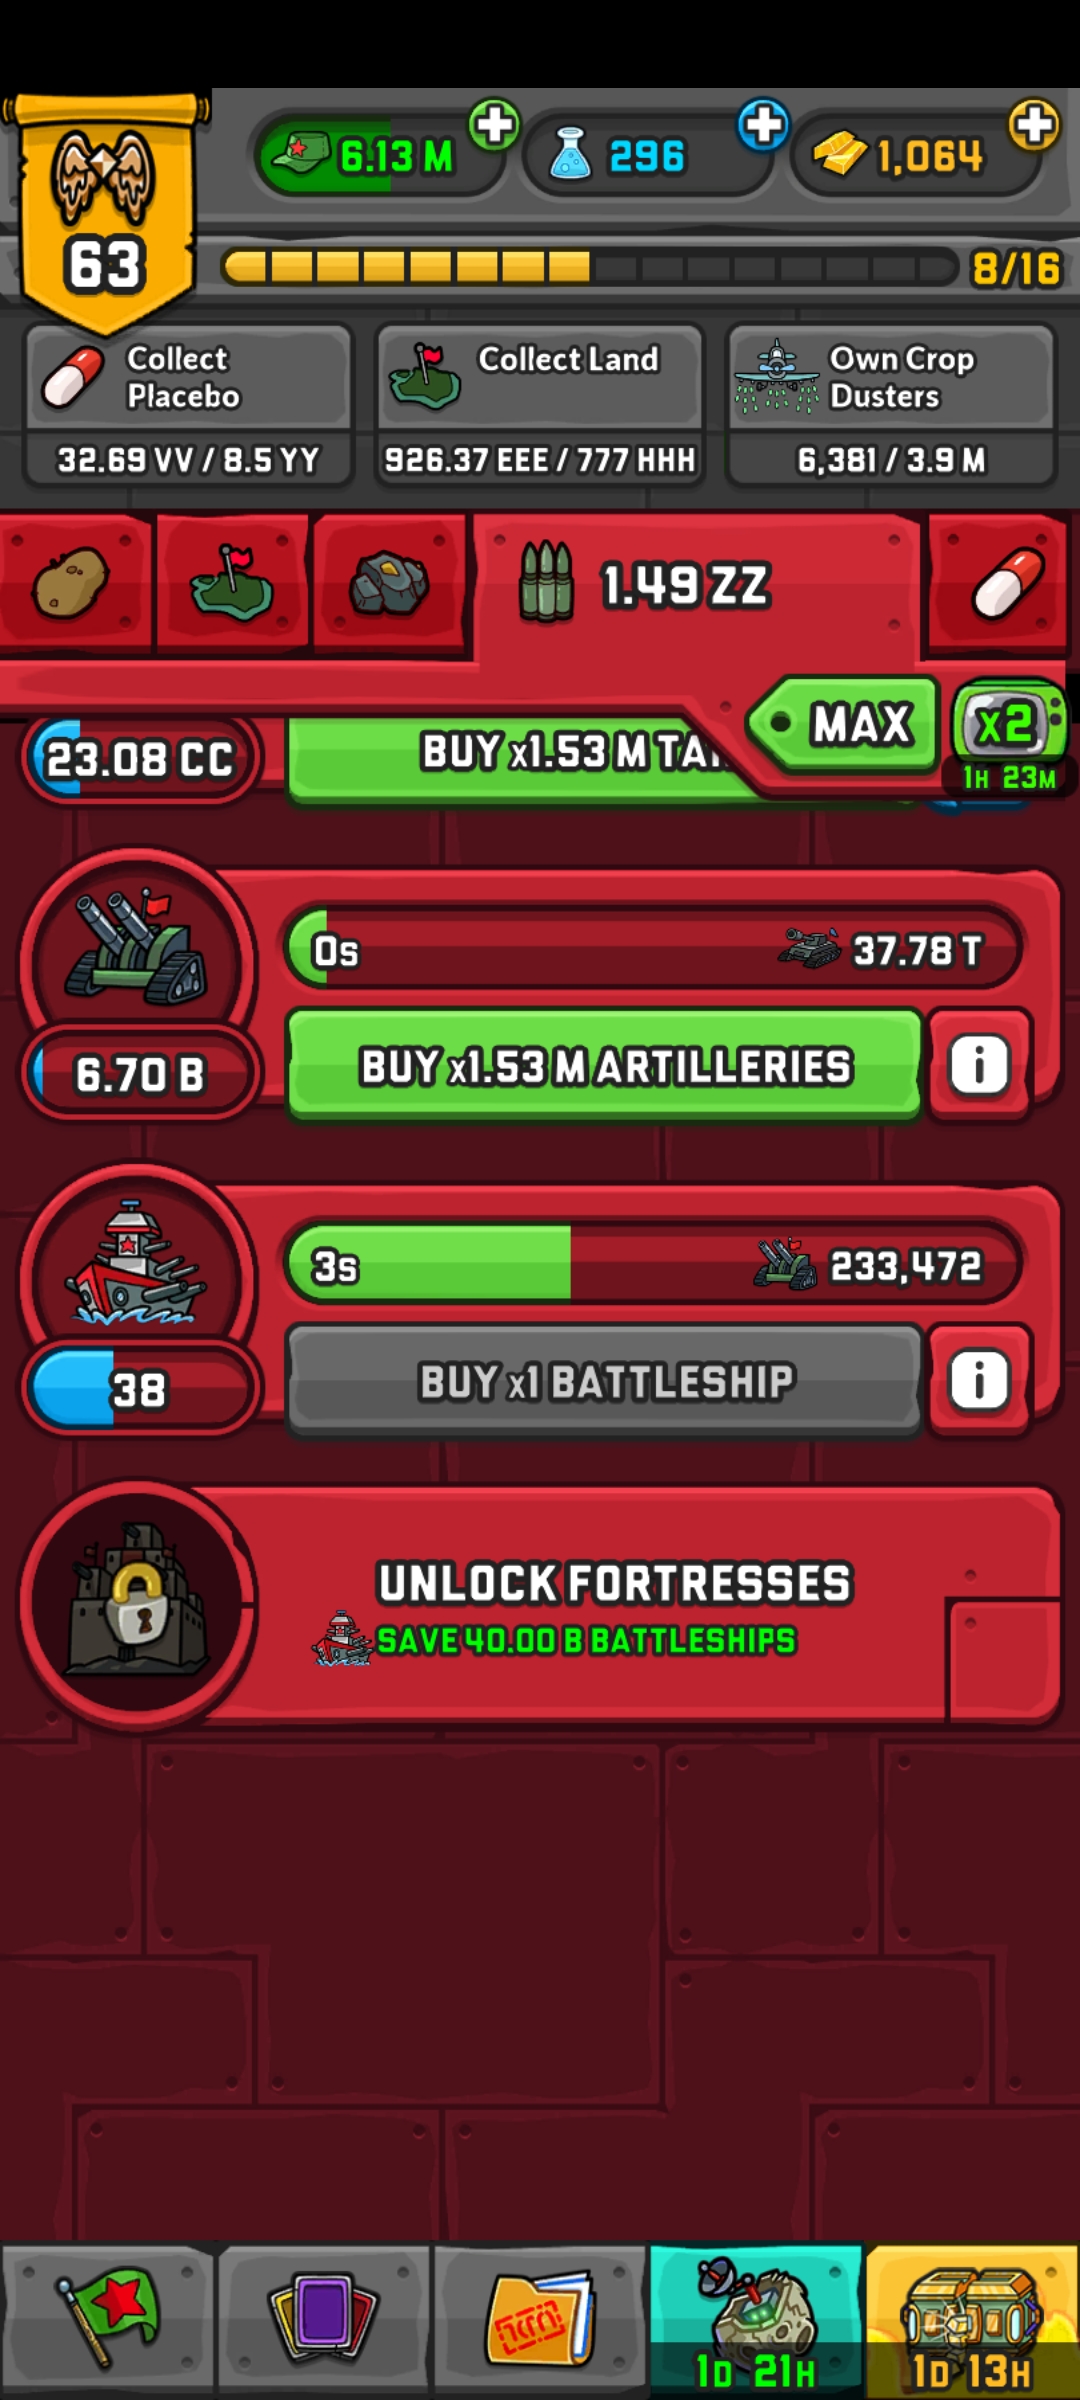 6.13 M
296
1,064
63
8/16
Collect
Placebo
32.69 VV / 8.5 YY
Collect Land
926.37 EEE / 777 HHH
Own Crop
Dusters
6,381 / 3.9 M
1.49 ZZ
MAX
x2
1H 23M
23.08 CC
BUY x1.53 M
0s
37.78 T
6.70 B
BUY x1.53 M ARTILLERIES
i
3s
233,472
38
BUY x1 BATTLESHIP
i
UNLOCK FORTRESSES
SAVE 40.00 B BATTLESHIPS
1D 21H
1D 13H